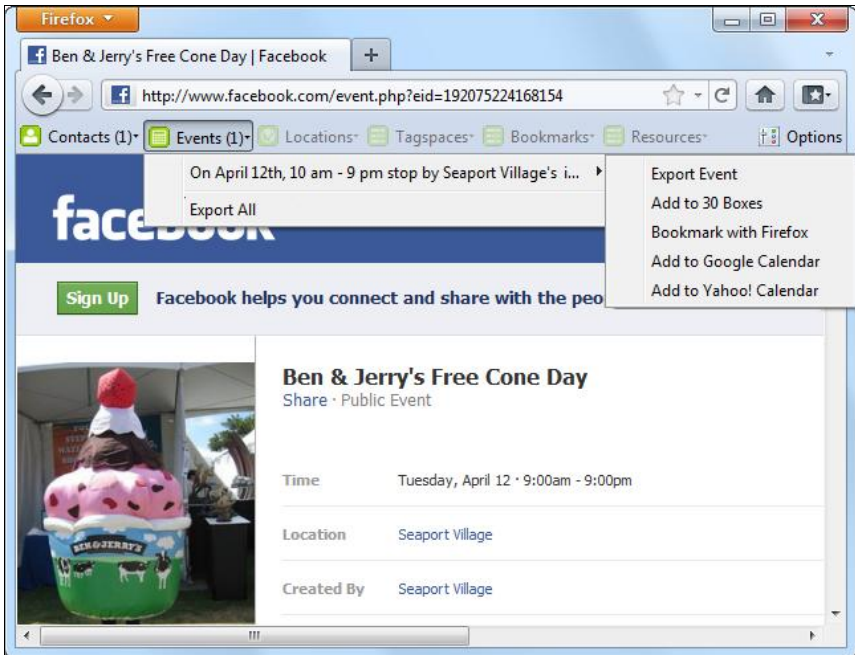 Firefox
Ben & Jerry's Free Cone Day | Facebook
http://www.facebook.com/event.php?eid=192075224168154
Contacts (1) Events (1) Locations Tagspaces Bookmarks Resources Options
On April 12th, 10 am - 9 pm stop by Seaport Village's i...
Export All
Export Event
Add to 30 Boxes
Bookmark with Firefox
Add to Google Calendar
Add to Yahoo! Calendar
facebook
Sign Up Facebook helps you connect and share with the peo
Ben & Jerry's Free Cone Day
Share · Public Event
Time Tuesday, April 12 · 9:00am - 9:00pm
Location Seaport Village
Created By Seaport Village
BEN & JERRY'S